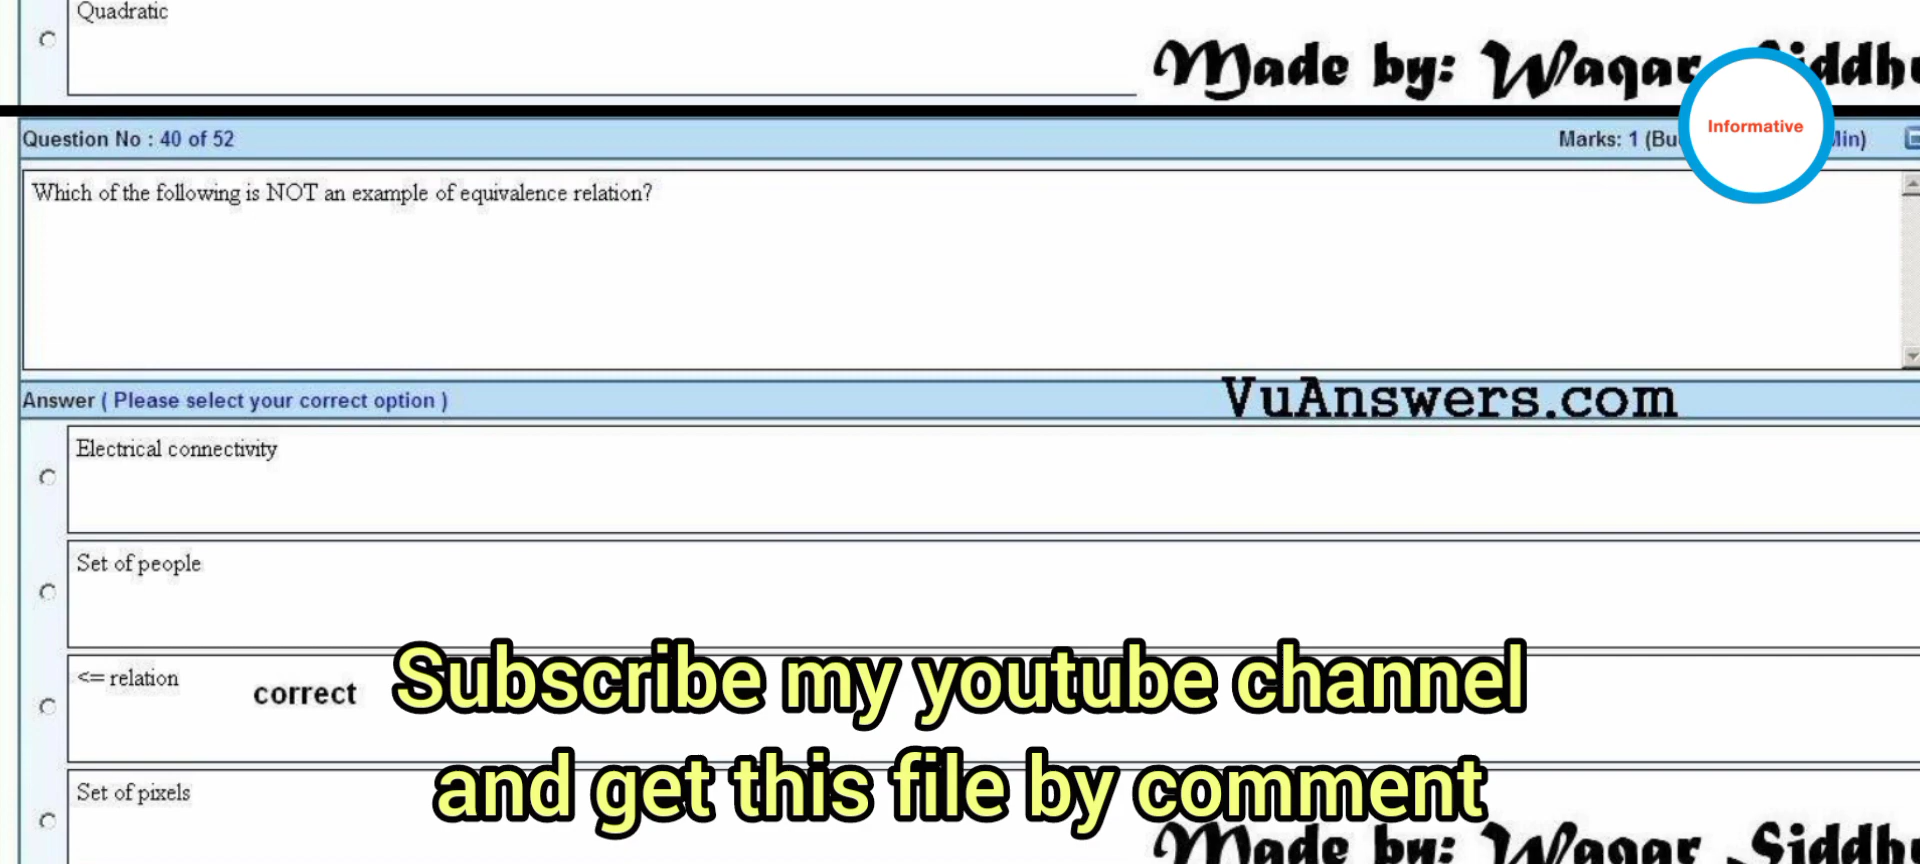 Quadratic
Made by: Waqar
Question No : 40 of 52
Marks: 1
Informative
Which of the following is NOT an example of equivalence relation?
Answer ( Please select your correct option )
VuAnswers.com
Electrical connectivity
Set of people
<= relation
correct
Subscribe my youtube channel
and get this file by comment
Set of pixels
Made by: Waqar